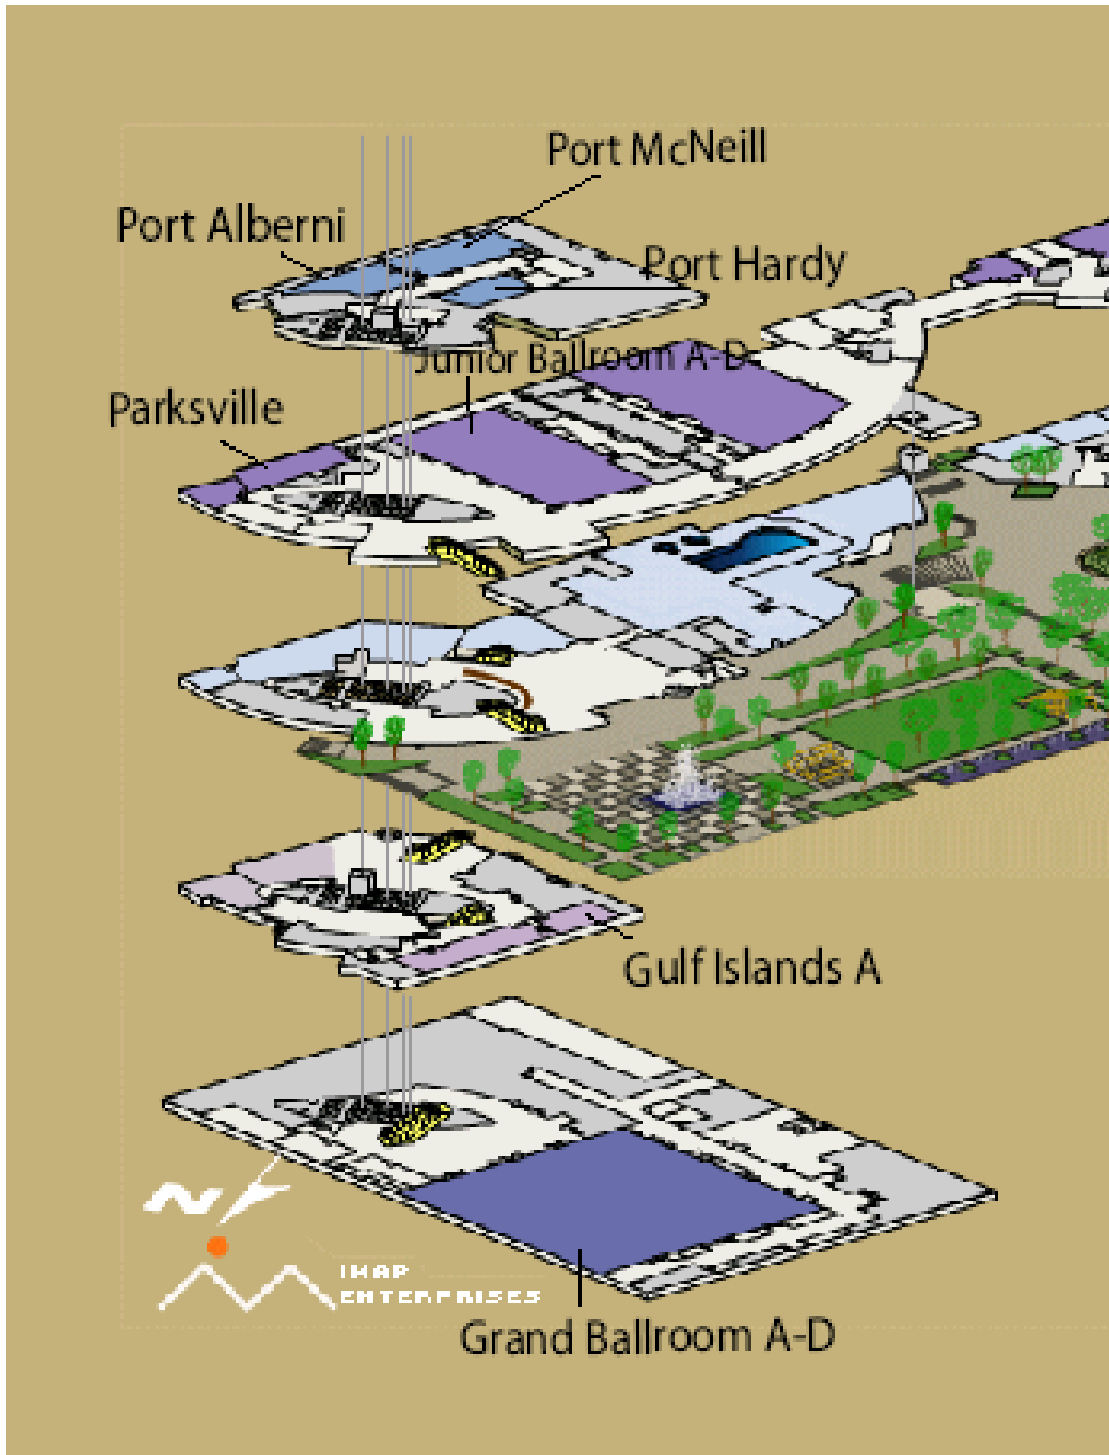 Port McNeill
Port Alberni
Port Hardy
Junior Ballroom A-D
Parksville
Gulf Islands A
N
IMAP
ENTERPRISES
Grand Ballroom A-D